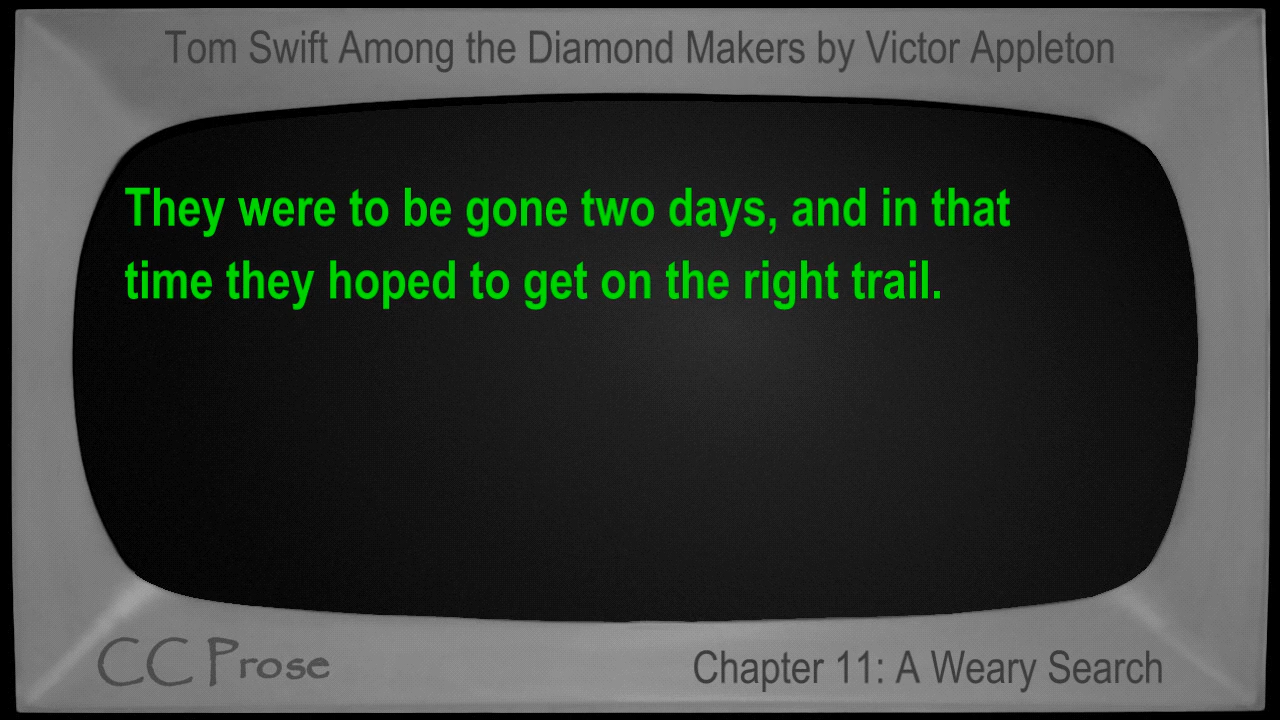 Tom Swift Among the Diamond Makers by Victor Appleton
They were to be gone two days, and in that
time they hoped to get on the right trail.
CC Prose
Chapter 11: A Weary Search